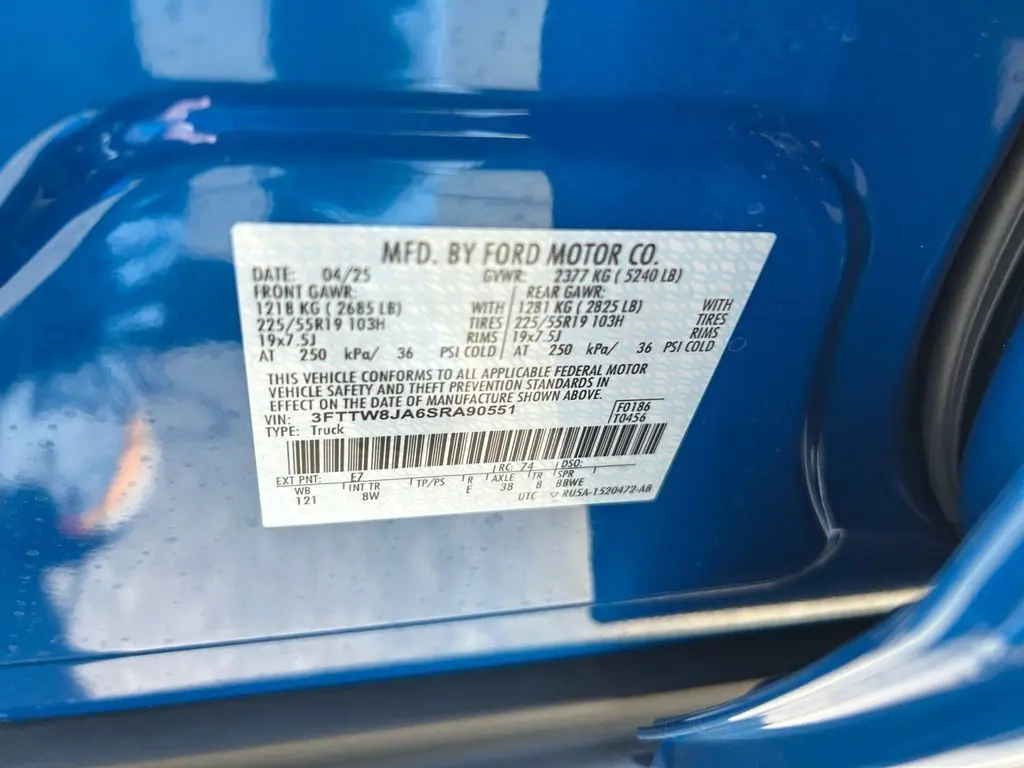 MFD. BY FORD MOTOR CO.
DATE: 04/25 GVWR: 2377 KG ( 5240 LB)
FRONT GAWR: REAR GAWR:
1218 KG ( 2685 LB) WITH 1281 KG ( 2825 LB) WITH
225/55R19 103H TIRES 225/55R19 103H TIRES
19x7.5J RIMS 19x7.5J RIMS
AT 250 kPa/ 36 PSI COLD AT 250 kPa/ 36 PSI COLD
THIS VEHICLE CONFORMS TO ALL APPLICABLE FEDERAL MOTOR
VEHICLE SAFETY AND THEFT PREVENTION STANDARDS IN
EFFECT ON THE DATE OF MANUFACTURE SHOWN ABOVE.
VIN: 3FTTW8JA6SRA90551 F0186
TYPE: Truck T0456
EXT PNT: E7 RC: 74 DSO:
WB INT TR TP/PS R AXLE TR SPR
121 8W E 38 8 BBWE
UTC ▽ RU5A-1520472-AB